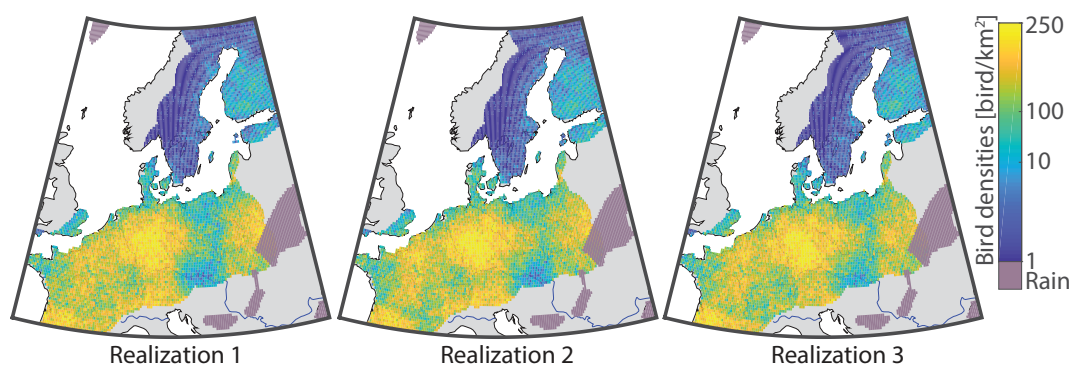 Realization 1
Realization 2
Realization 3
Bird densities [bird/km²]
250
100
10
1
Rain